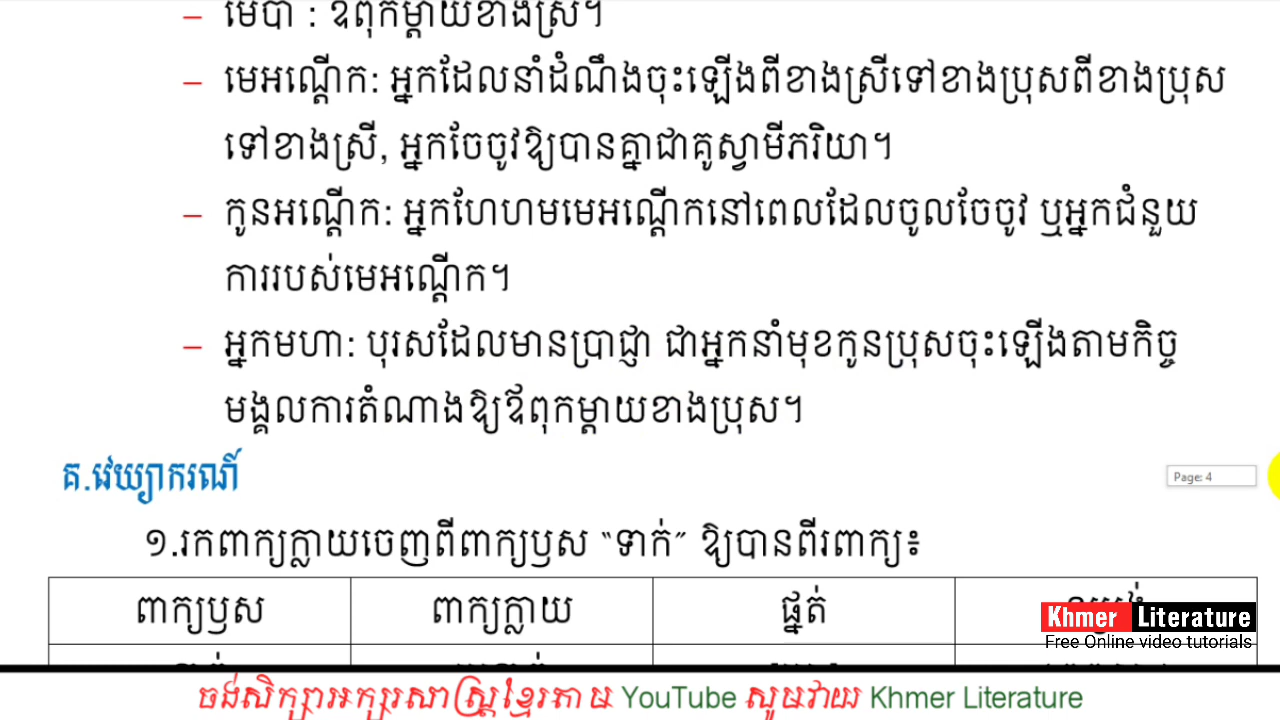 – មេបា : ឪពុកម្ដាយខាងស្រី។
– មេអណ្ដើក: អ្នកដែលនាំដំណឹងចុះឡើងពីខាងស្រីទៅខាងប្រុសពីខាងប្រុស
ទៅខាងស្រី, អ្នកចែចូវឱ្យបានគ្នាជាគូស្វាមីភរិយា។
– កូនអណ្ដើក: អ្នកហែហមមេអណ្ដើកនៅពេលដែលចូលចែចូវ ឬអ្នកជំនួយ
ការរបស់មេអណ្ដើក។
– អ្នកមហា: បុរសដែលមានប្រាជ្ញា ជាអ្នកនាំមុខកូនប្រុសចុះឡើងតាមកិច្ច
មង្គលការតំណាងឱ្យឪពុកម្ដាយខាងប្រុស។
គ.វេយ្យាករណ៍
Page: 4
១.រកពាក្យក្លាយចេញពីពាក្យឫស “ទាក់” ឱ្យបានពីរពាក្យ៖
ពាក្យឫស ពាក្យក្លាយ ផ្នត់
Khmer Literature
Free Online video tutorials
ចង់សិក្សាអក្សរសាស្ត្រខ្មែរតាម YouTube សូមវាយ Khmer Literature